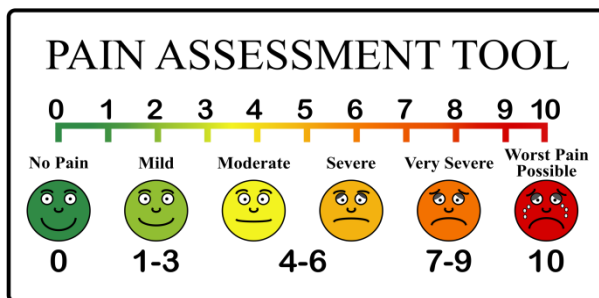 PAIN ASSESSMENT TOOL
0 1 2 3 4 5 6 7 8 9 10
No Pain Mild Moderate Severe Very Severe Worst Pain
Possible
0 1-3 4-6 7-9 10